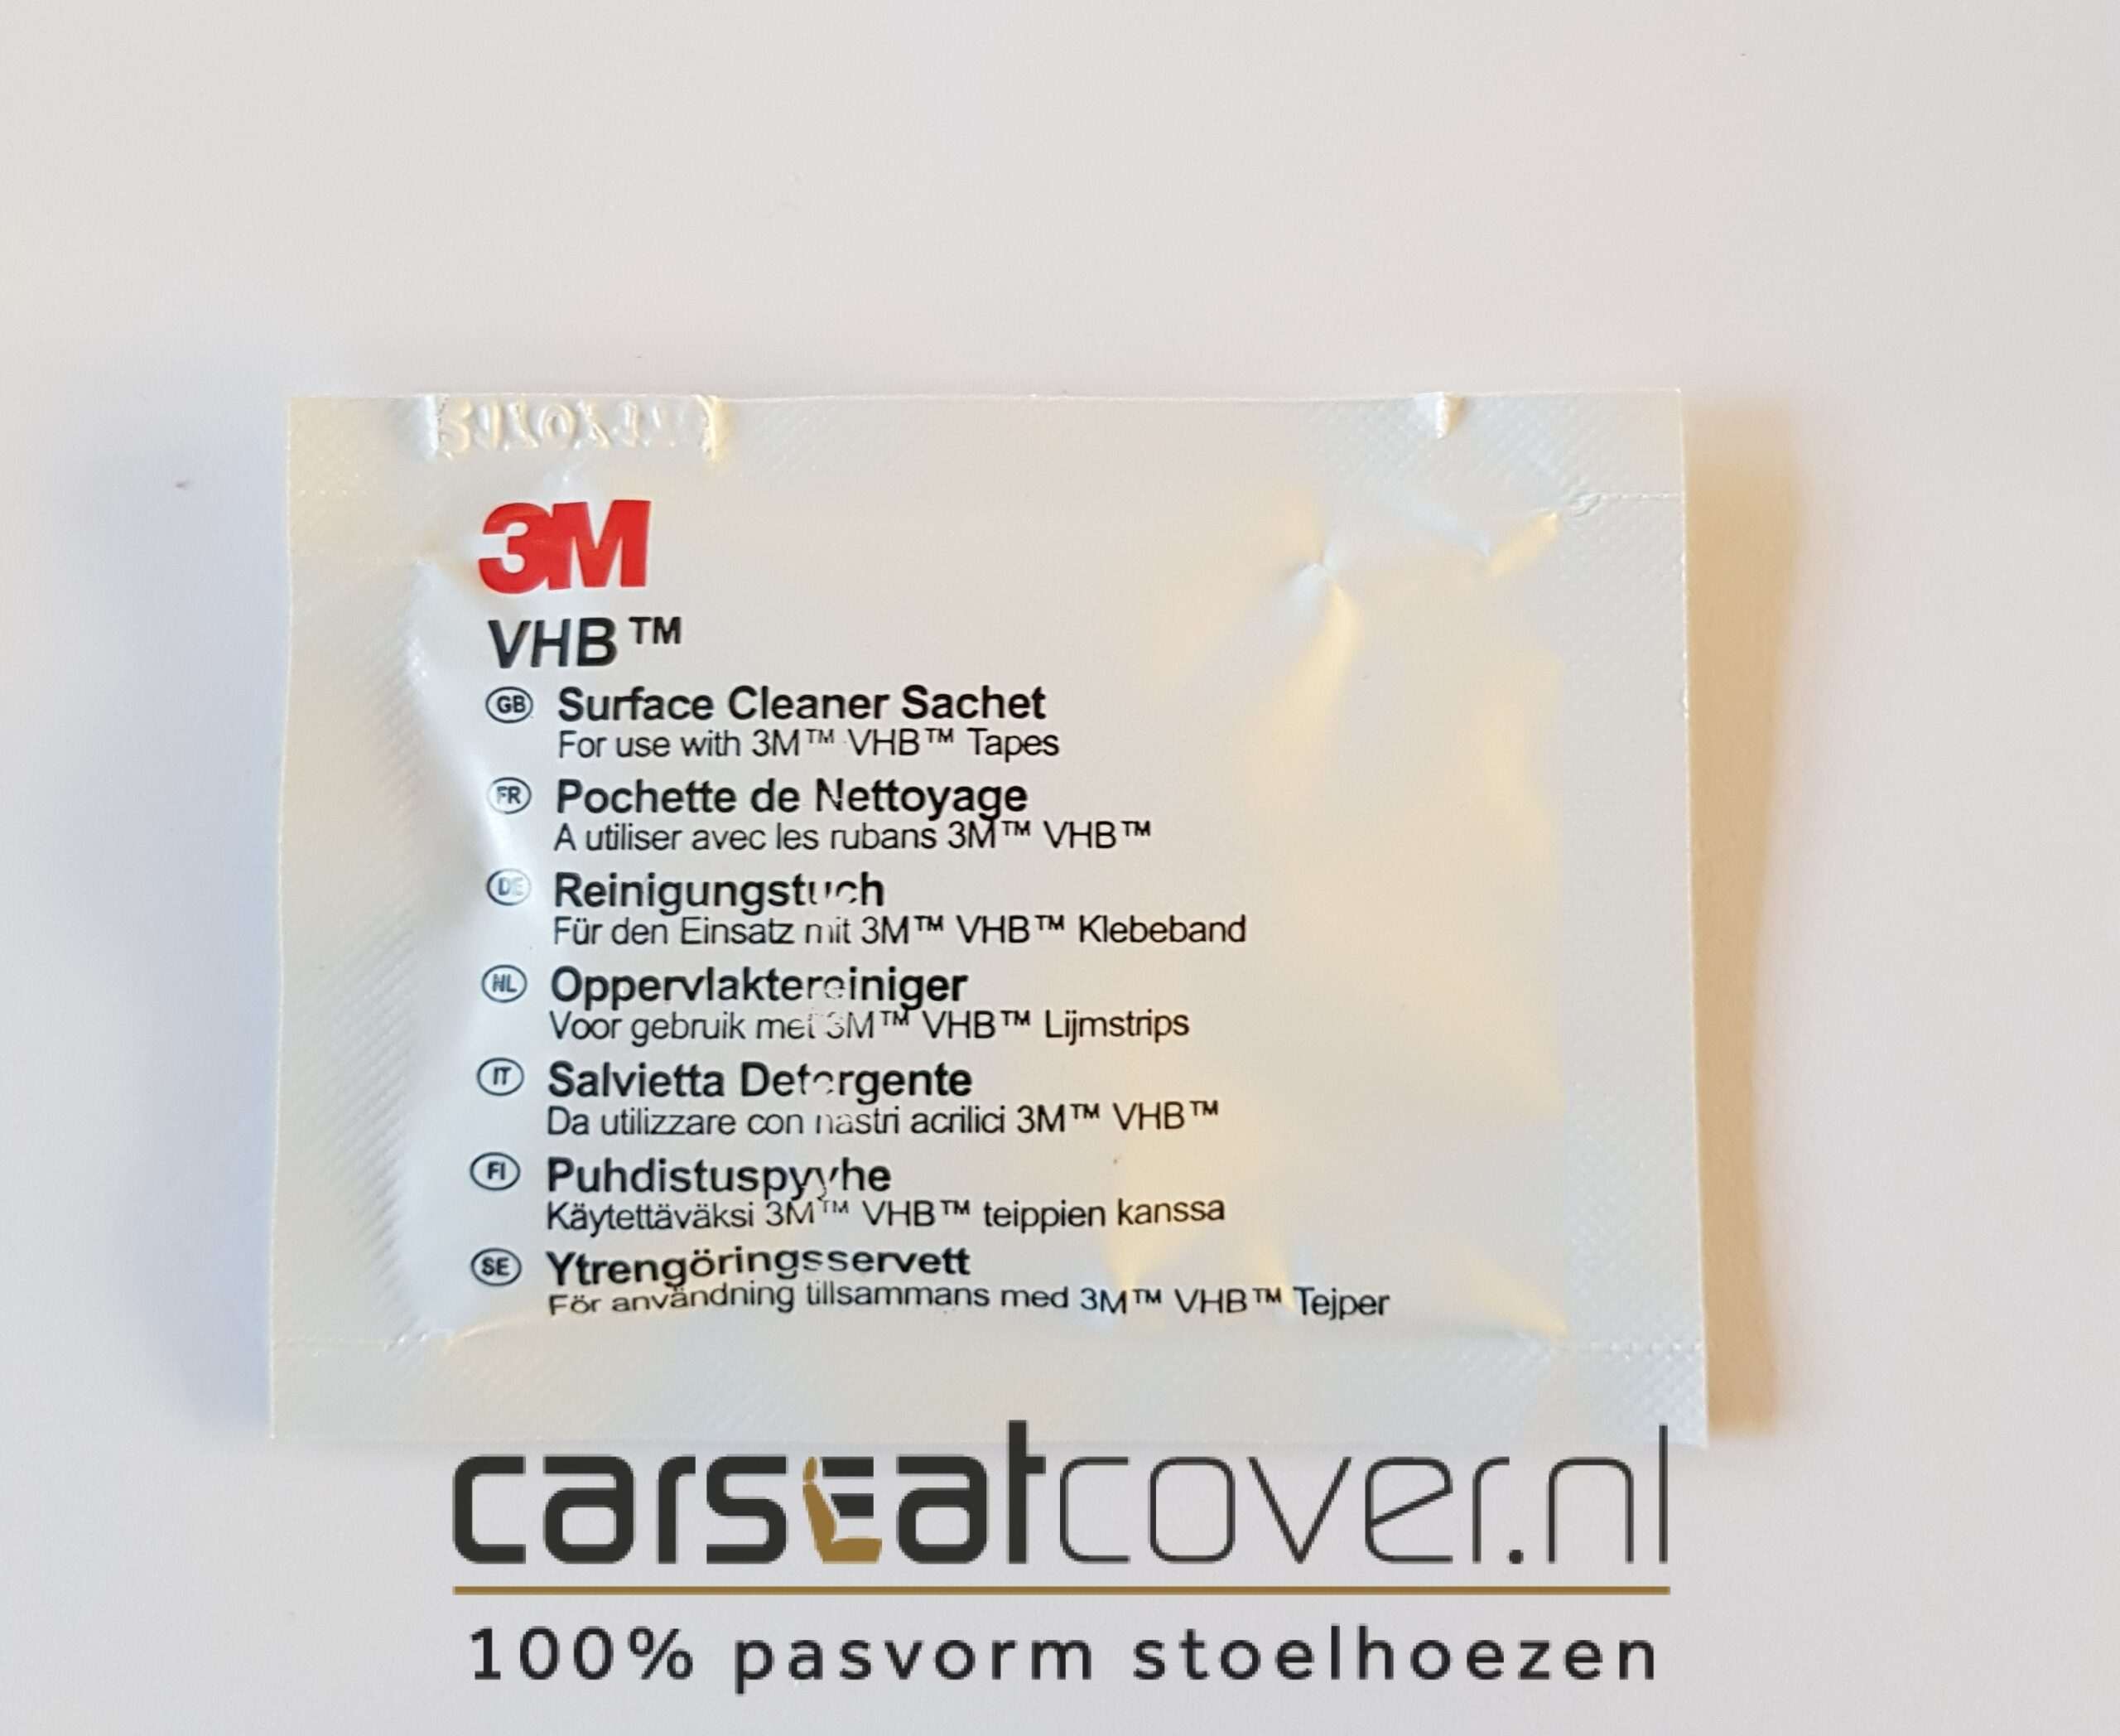 3M
VHB™
GB Surface Cleaner Sachet
For use with 3M™ VHB™ Tapes
FR Pochette de Nettoyage
A utiliser avec les rubans 3M™ VHB™
DE Reinigungstuch
Für den Einsatz mit 3M™ VHB™ Klebeband
NL Oppervlaktereiniger
Voor gebruik met 3M™ VHB™ Lijmstrips
IT Salvietta Detergente
Da utilizzare con nastri acrilici 3M™ VHB™
FI Puhdistuspyyhe
Käytettäväksi 3M™ VHB™ teippien kanssa
SE Ytrengöringsservett
För användning tillsammans med 3M™ VHB™ Tejper
carseatcover.nl
100% pasvorm stoelhoezen